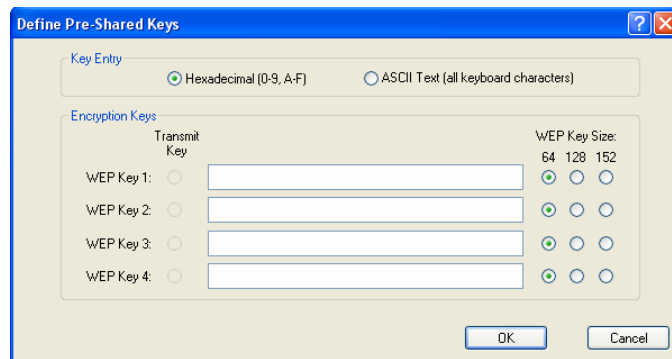 Define Pre-Shared Keys
Key Entry
Hexadecimal (0-9, A-F) ASCII Text (all keyboard characters)
Encryption Keys
Transmit Key WEP Key Size:
64 128 152
WEP Key 1:
WEP Key 2:
WEP Key 3:
WEP Key 4:
OK Cancel